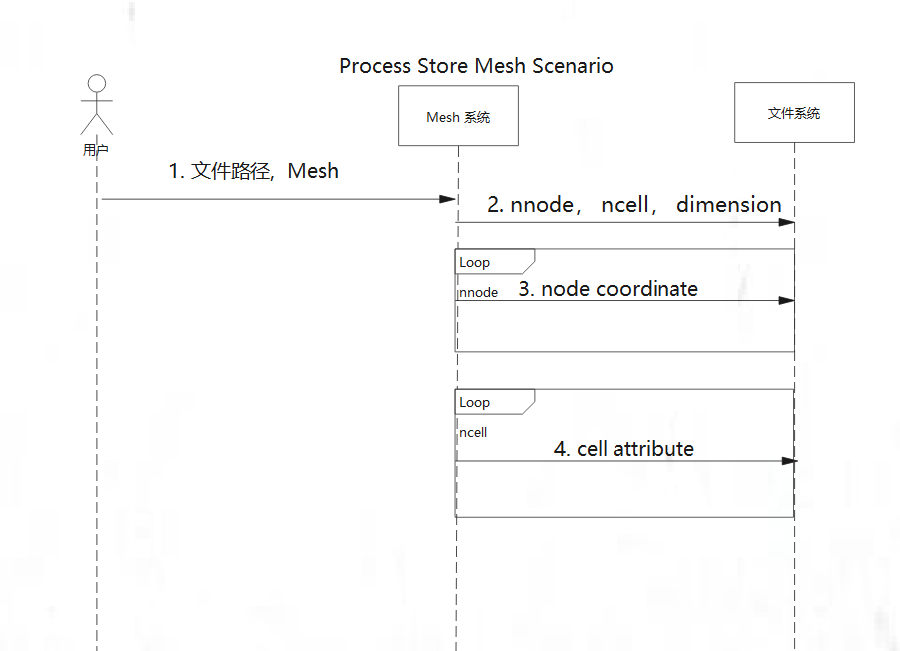 Process Store Mesh Scenario
Mesh 系统
文件系统
用户
1. 文件路径, Mesh
2. nnode, ncell, dimension
Loop
nnode
3. node coordinate
Loop
ncell
4. cell attribute